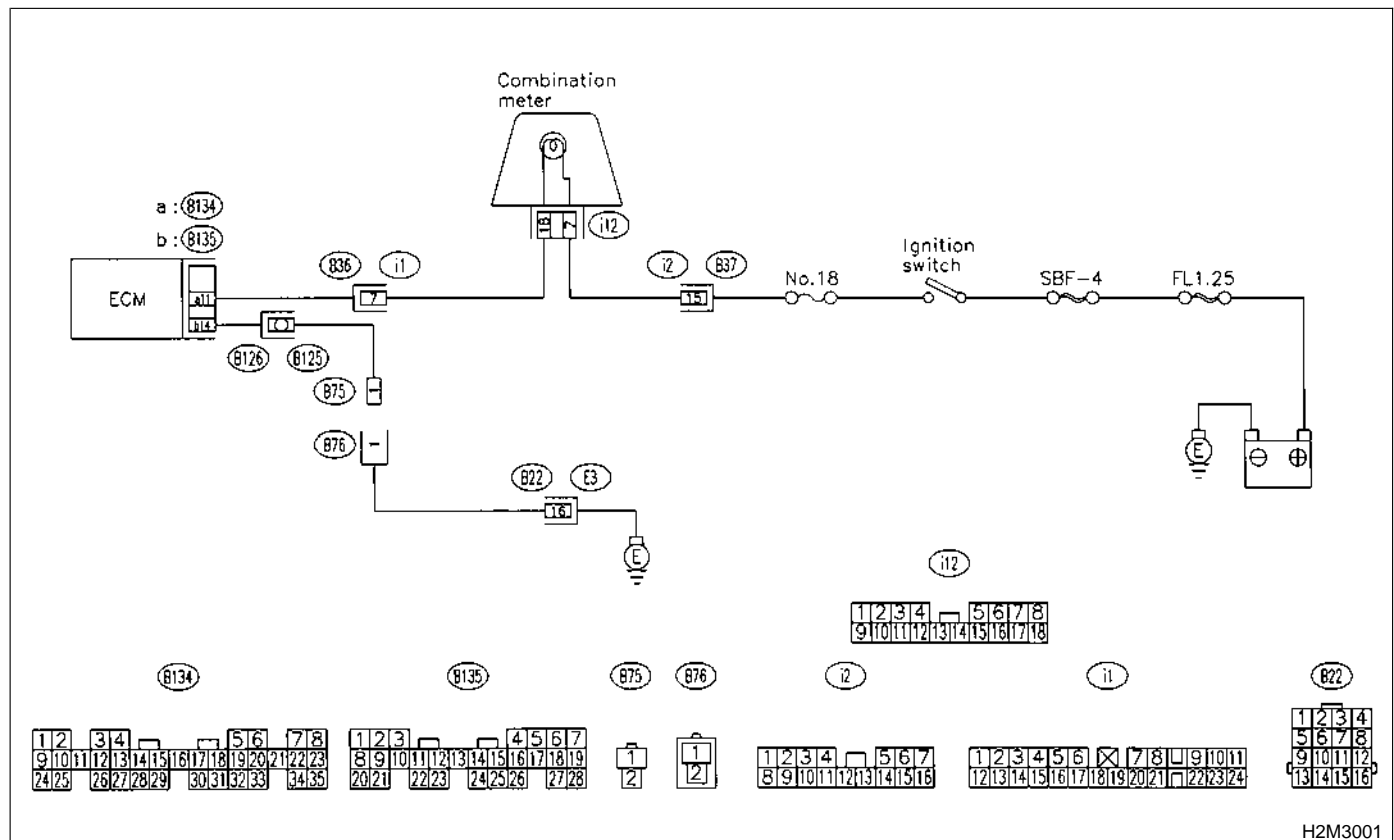 Combination
meter
a : B134
b : B135
18 7 i12
Ignition
switch
B36 i1
i2 B37
No.18
SBF-4
FL1.25
ECM
a11
7
15
b14
B126 B125
B75
1
B76
1
E
⊖ ⊕
B22 E3
16
E
i12
1 2 3 4 5 6 7 8
9 10 11 12 13 14 15 16 17 18
B134 B135 B75 B76 i2 i1 B22
1 2 3 4 5 6 7 8
9 10 11 12 13 14 15 16 17 18 19 20 21 22 23
24 25 26 27 28 29 30 31 32 33 34 35
1 2 3 4 5 6 7
8 9 10 11 12 13 14 15 16 17 18 19
20 21 22 23 24 25 26 27 28
1
2
1
2
1 2 3 4 5 6 7
8 9 10 11 12 13 14 15 16
1 2 3 4 5 6 7 8 9 10 11
12 13 14 15 16 17 18 19 20 21 22 23 24
1 2 3 4
5 6 7 8
9 10 11 12
13 14 15 16
H2M3001